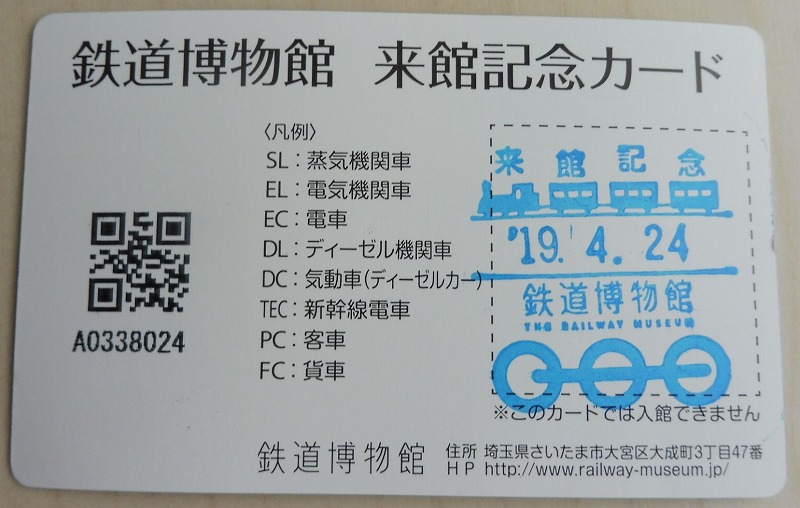 鉄道博物館 来館記念カード
〈凡例〉
SL:蒸気機関車
EL:電気機関車
EC:電車
DL:ディーゼル機関車
DC:気動車(ディーゼルカー)
TEC:新幹線電車
PC:客車
FC:貨車
A0338024
来館記念
'19.4.24
鉄道博物館
THE RAILWAY MUSEUM
※このカードでは入館できません
鉄道博物館
住所 埼玉県さいたま市大宮区大成町3丁目47番
HP http://www.railway-museum.jp/